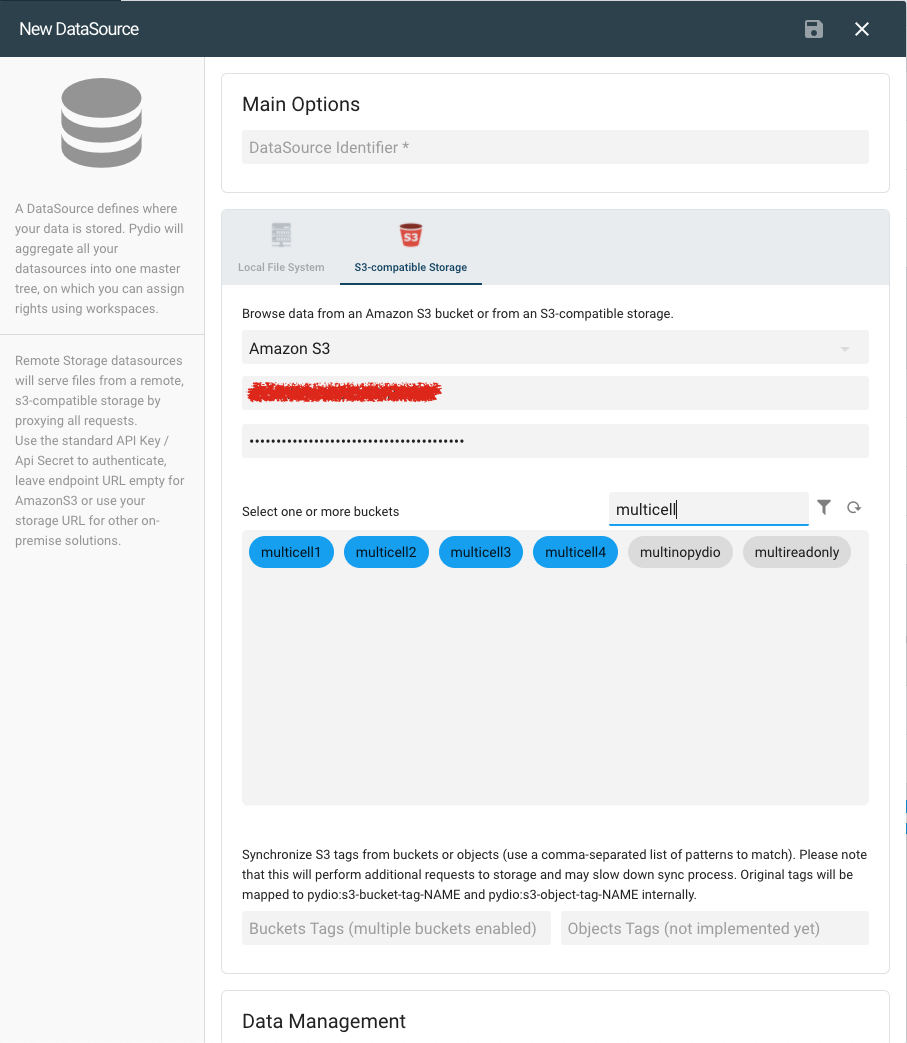 New DataSource
A DataSource defines where
your data is stored. Pydio will
aggregate all your
datasources into one master
tree, on which you can assign
rights using workspaces.
Remote Storage datasources
will serve files from a remote,
s3-compatible storage by
proxying all requests.
Use the standard API Key /
Api Secret to authenticate,
leave endpoint URL empty for
AmazonS3 or use your
storage URL for other on-
premise solutions.
Main Options
DataSource Identifier *
S3
Local File System S3-compatible Storage
Browse data from an Amazon S3 bucket or from an S3-compatible storage.
Amazon S3
Select one or more buckets multicell
multicell1 multicell2 multicell3 multicell4 multinopydio multireadonly
Synchronize S3 tags from buckets or objects (use a comma-separated list of patterns to match). Please note
that this will perform additional requests to storage and may slow down sync process. Original tags will be
mapped to pydio:s3-bucket-tag-NAME and pydio:s3-object-tag-NAME internally.
Buckets Tags (multiple buckets enabled) Objects Tags (not implemented yet)
Data Management